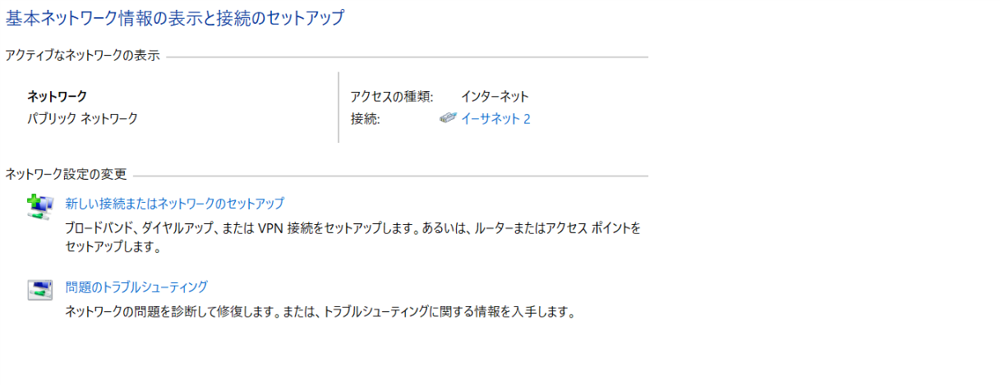 基本ネットワーク情報の表示と接続のセットアップ
アクティブなネットワークの表示
ネットワーク
パブリック ネットワーク
アクセスの種類: インターネット
接続: イーサネット 2
ネットワーク設定の変更
新しい接続またはネットワークのセットアップ
ブロードバンド、ダイヤルアップ、または VPN 接続をセットアップします。あるいは、ルーターまたはアクセス ポイントを
セットアップします。
問題のトラブルシューティング
ネットワークの問題を診断して修復します。または、トラブルシューティングに関する情報を入手します。